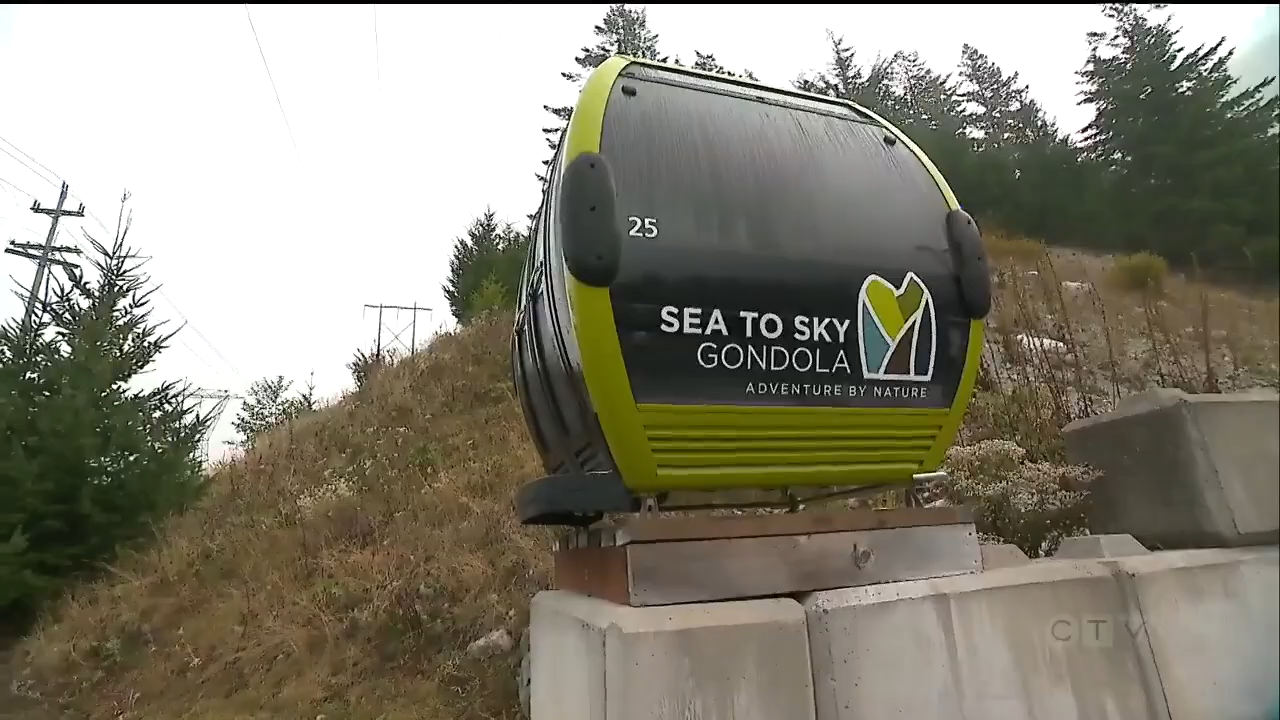 25
SEA TO SKY
GONDOLA
ADVENTURE BY NATURE
CTV